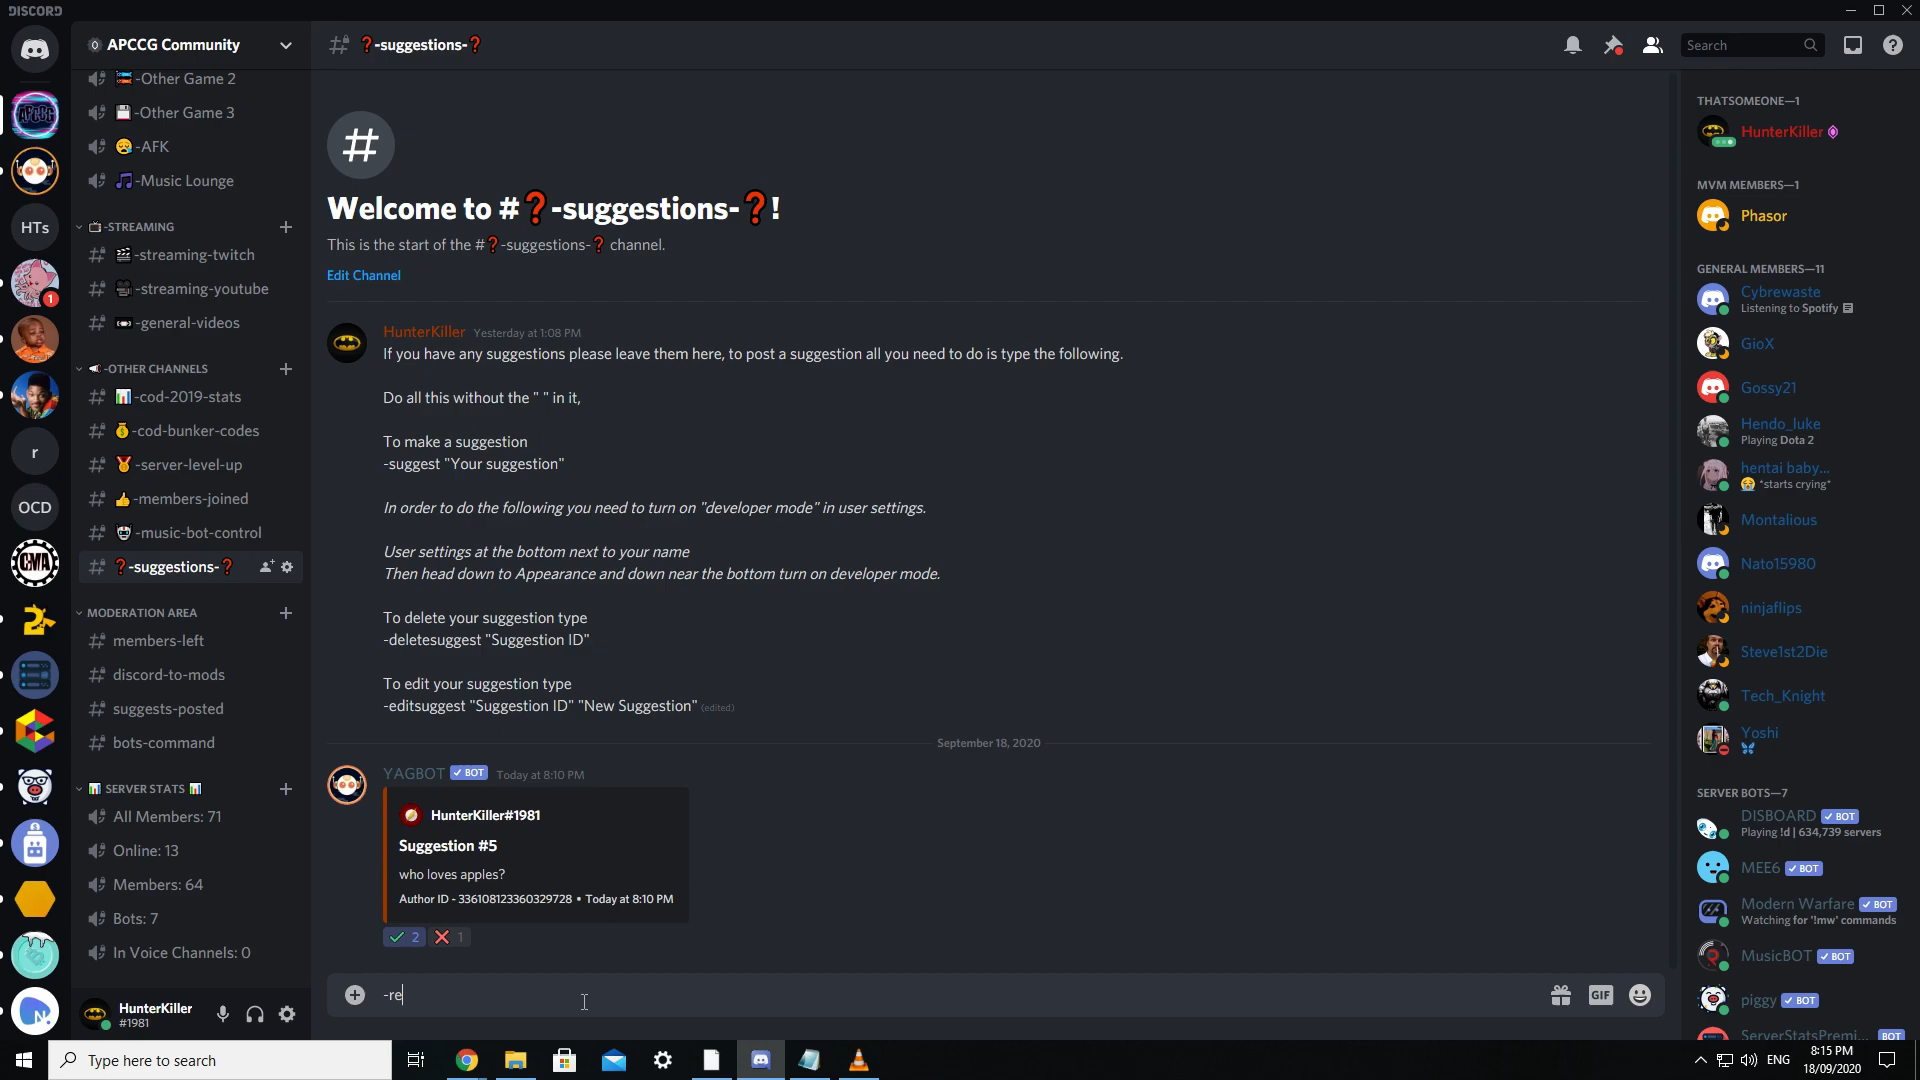 DISCORD
APCCG Community
-Other Game 2
-Other Game 3
-AFK
-Music Lounge
-STREAMING
-streaming-twitch
-streaming-youtube
-general-videos
-OTHER CHANNELS
-cod-2019-stats
-cod-bunker-codes
-server-level-up
-members-joined
-music-bot-control
❓-suggestions-❓
MODERATION AREA
members-left
discord-to-mods
suggests-posted
bots-command
📊 SERVER STATS 📊
All Members: 71
Online: 13
Members: 64
Bots: 7
In Voice Channels: 0
HunterKiller
#1981
HTs
1
r
OCD
CMA
❓-suggestions-❓
Search
Welcome to #❓-suggestions-❓!
This is the start of the #❓-suggestions-❓ channel.
Edit Channel
HunterKiller Yesterday at 1:08 PM
If you have any suggestions please leave them here, to post a suggestion all you need to do is type the following.
Do all this without the " " in it,
To make a suggestion
-suggest "Your suggestion"
In order to do the following you need to turn on "developer mode" in user settings.
User settings at the bottom next to your name
Then head down to Appearance and down near the bottom turn on developer mode.
To delete your suggestion type
-deletesuggest "Suggestion ID"
To edit your suggestion type
-editsuggest "Suggestion ID" "New Suggestion" (edited)
September 18, 2020
YAGBOT ✓ BOT Today at 8:10 PM
HunterKiller#1981
Suggestion #5
who loves apples?
Author ID - 336108123360329728 • Today at 8:10 PM
2 1
-re
GIF
THATSOMEONE—1
HunterKiller
MVM MEMBERS—1
Phasor
GENERAL MEMBERS—11
Cybrewaste
Listening to Spotify
GioX
Gossy21
Hendo_luke
Playing Dota 2
hentai baby...
*starts crying*
Montalious
Nato15980
ninjaflips
Steve1st2Die
Tech_Knight
Yoshi
SERVER BOTS—7
DISBOARD ✓ BOT
Playing !d | 634,739 servers
MEE6 ✓ BOT
Modern Warfare ✓ BOT
Watching for '!mw' commands
MusicBOT ✓ BOT
piggy ✓ BOT
ServerStatsPremi... BOT
Type here to search
ENG
8:15 PM
18/09/2020